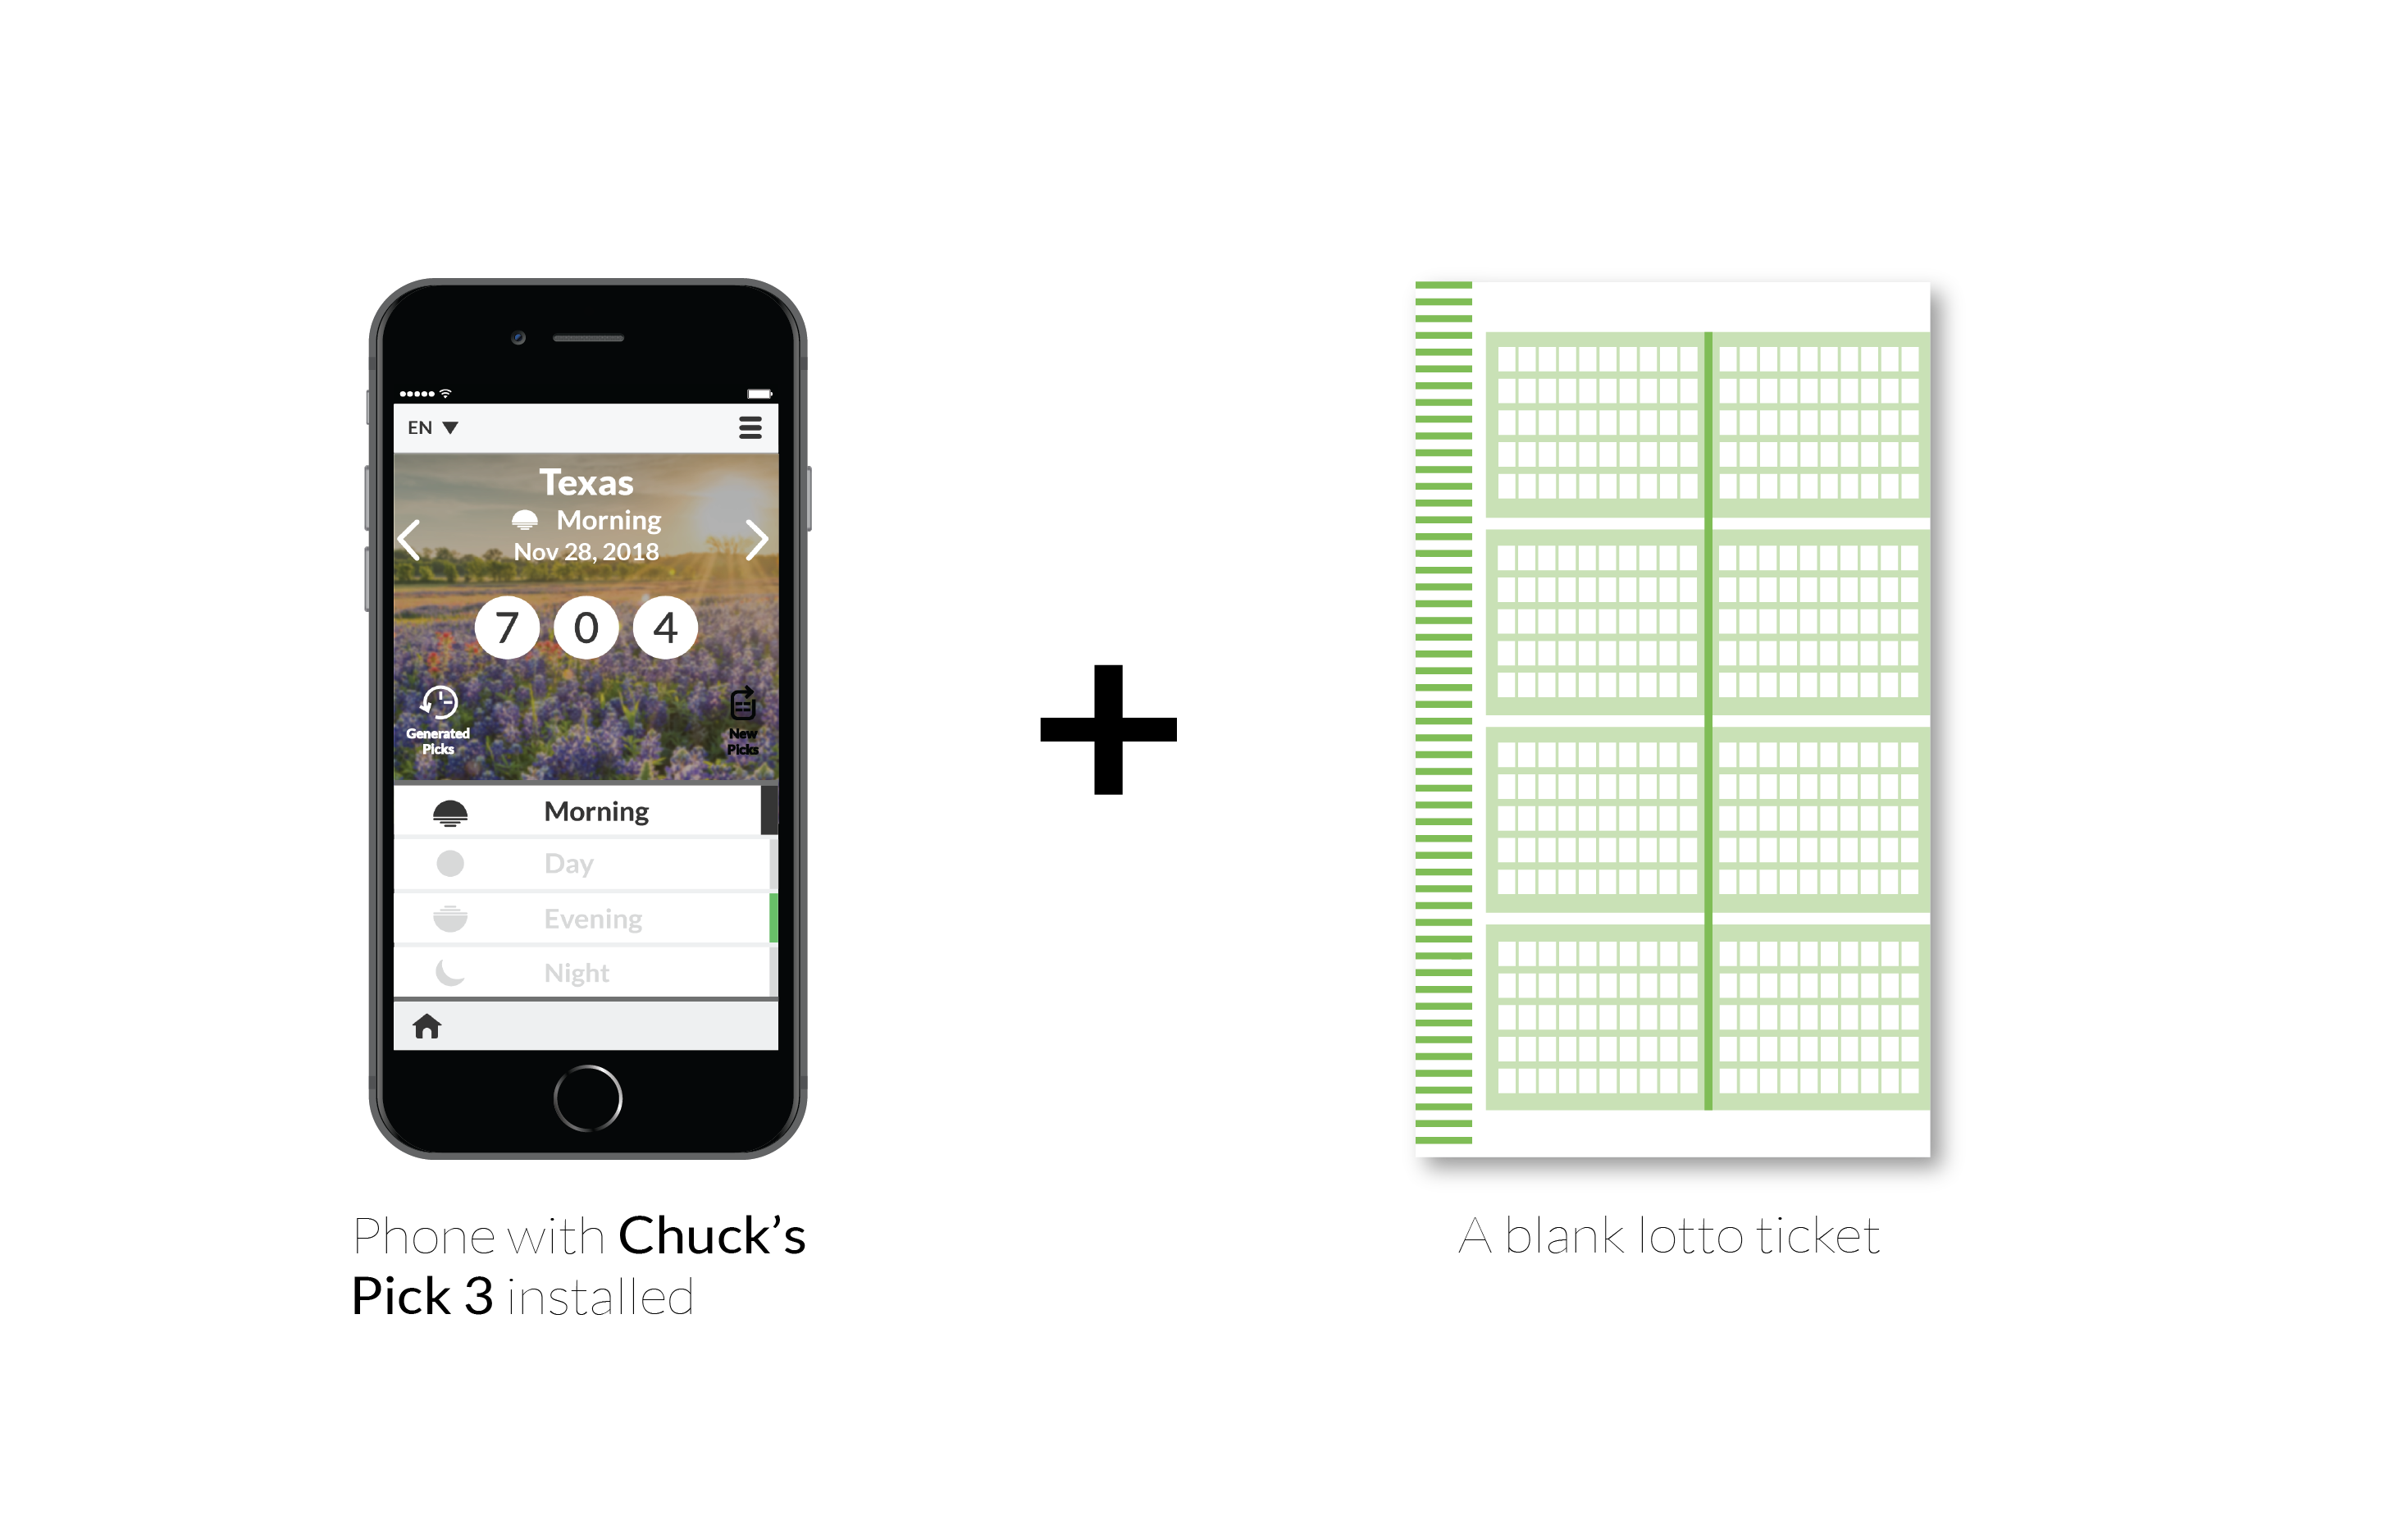 EN
Texas
Morning
Nov 28, 2018
7 0 4
Generated
Picks
New
Picks
Morning
Day
Evening
Night
Phone with Chuck’s
Pick 3 installed
A blank lotto ticket